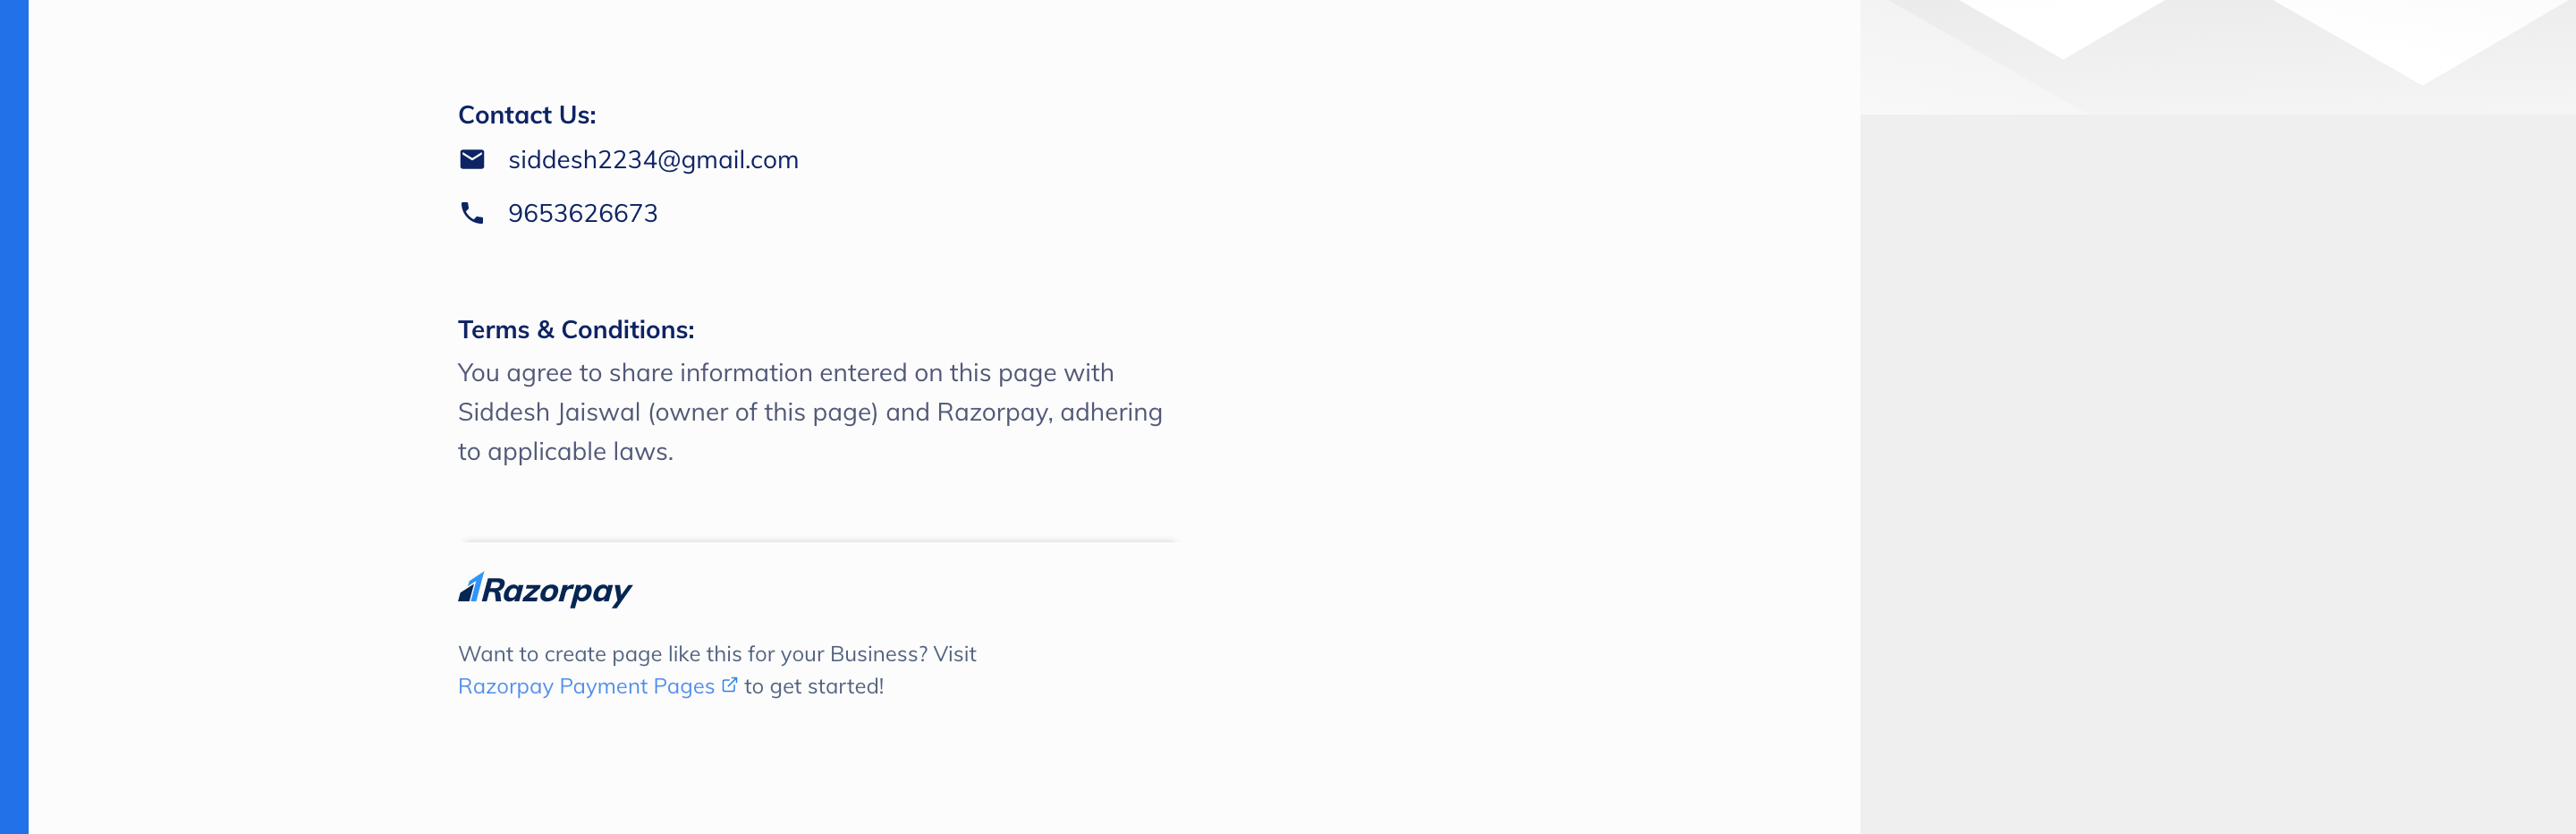 Contact Us:
siddesh2234@gmail.com
9653626673
Terms & Conditions:
You agree to share information entered on this page with
Siddesh Jaiswal (owner of this page) and Razorpay, adhering
to applicable laws.
Razorpay
Want to create page like this for your Business? Visit
Razorpay Payment Pages to get started!